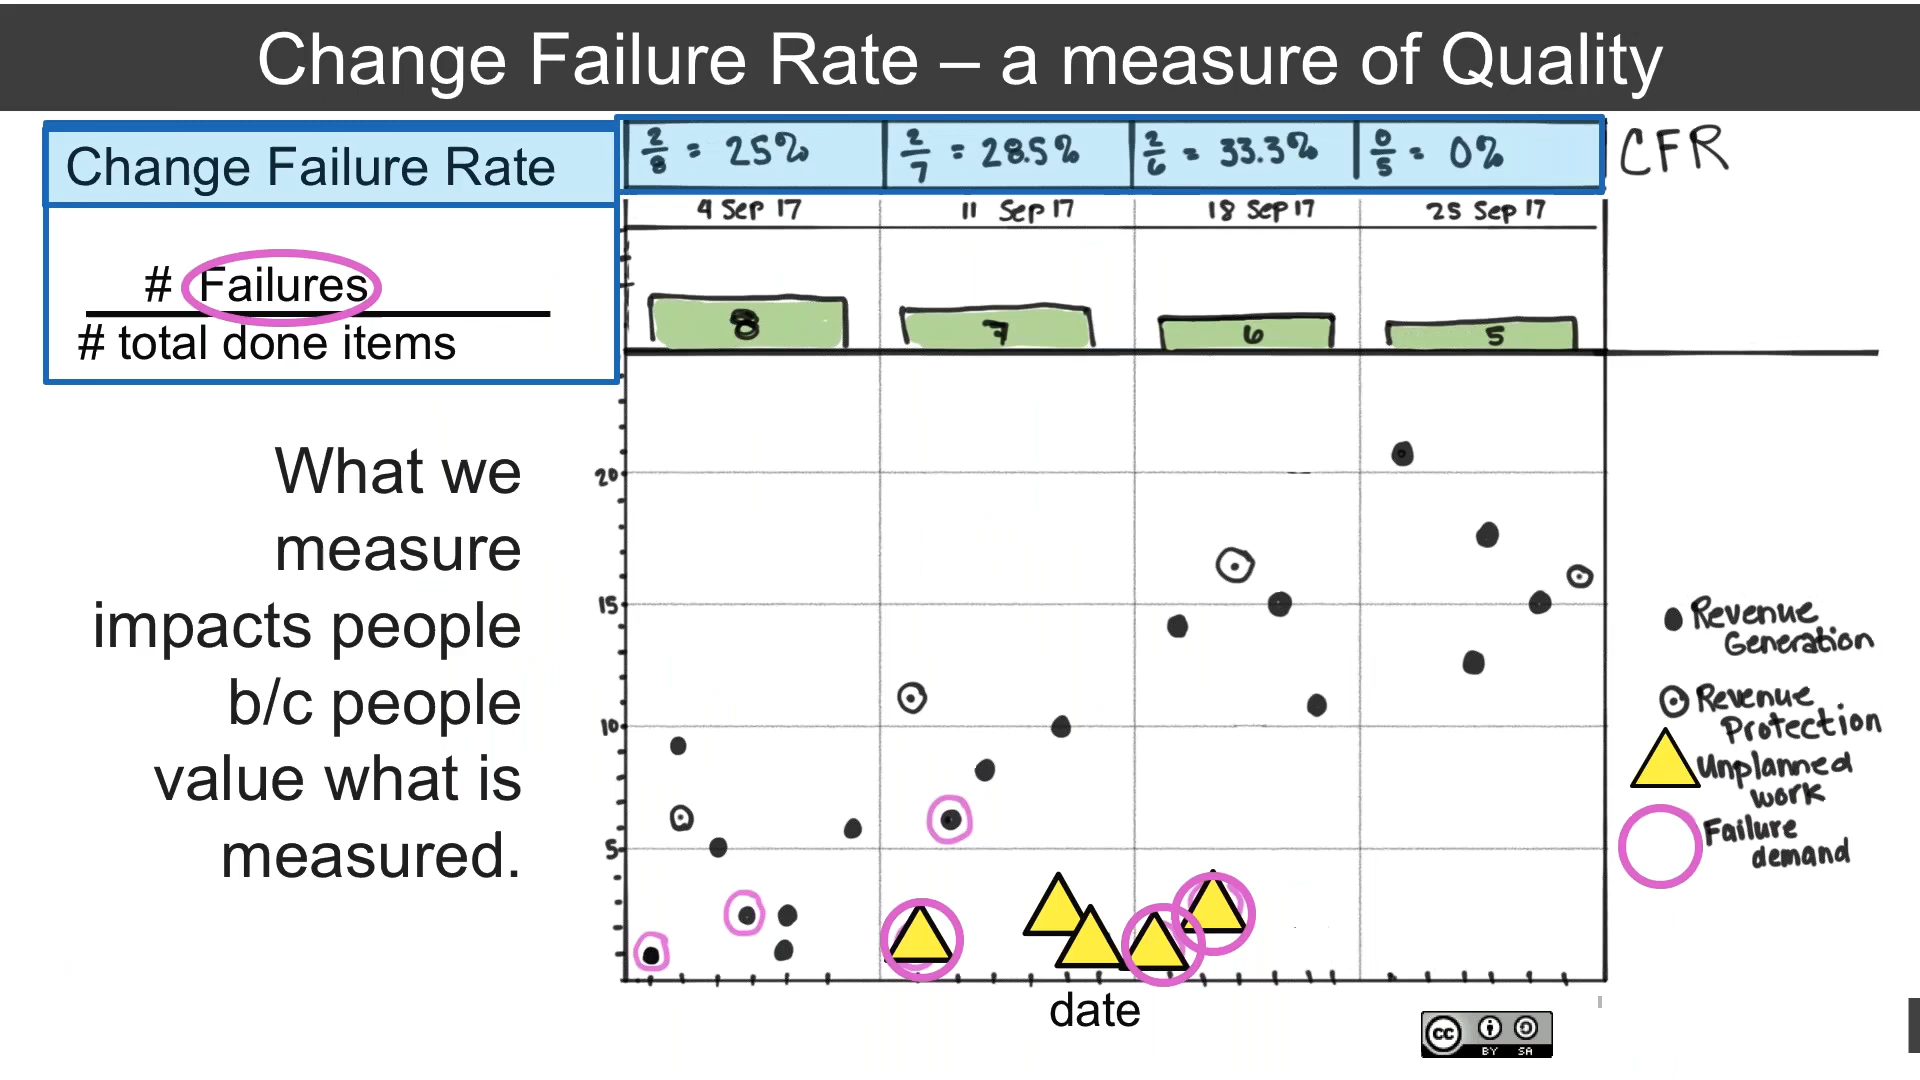 Change Failure Rate – a measure of Quality
Change Failure Rate
2/8 = 25%
2/7 = 28.5%
2/6 = 33.3%
0/5 = 0%
CFR
4 Sep 17
11 Sep 17
18 Sep 17
25 Sep 17
# Failures
# total done items
8
7
6
5
What we
measure
impacts people
b/c people
value what is
measured.
20
15
10
5
Revenue
Generation
Revenue
Protection
Unplanned
work
Failure
demand
date
cc
BY SA